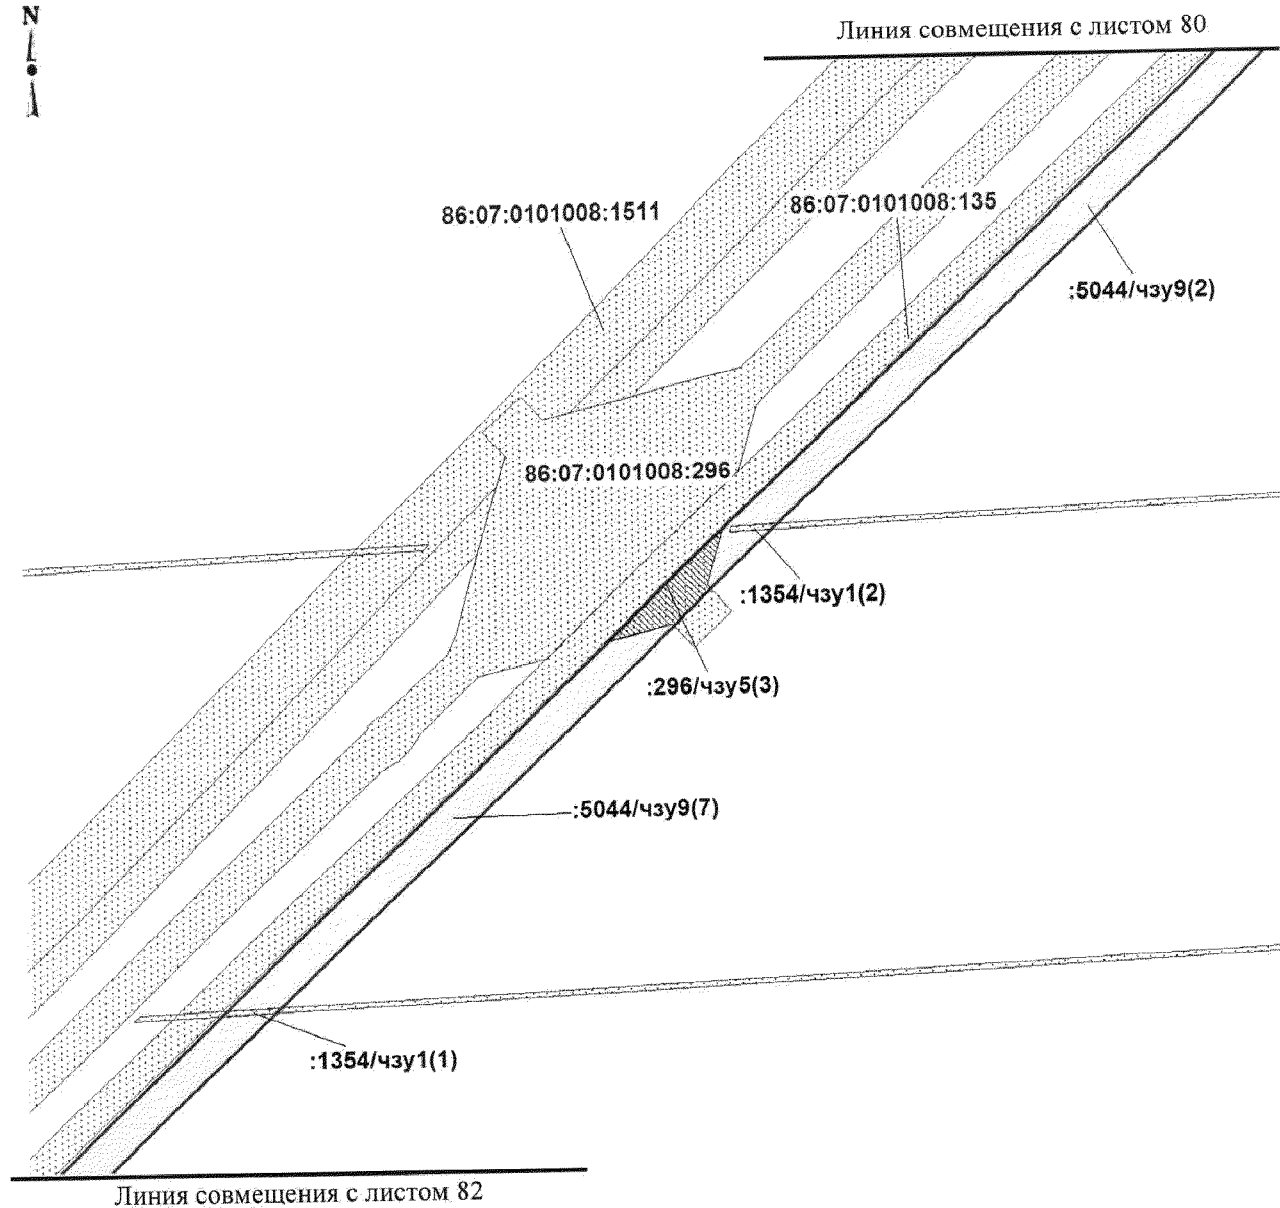 N
Линия совмещения с листом 80
86:07:0101008:1511
86:07:0101008:135
:5044/чзу9(2)
86:07:0101008:296
:1354/чзу1(2)
:296/чзу5(3)
:5044/чзу9(7)
:1354/чзу1(1)
Линия совмещения с листом 82